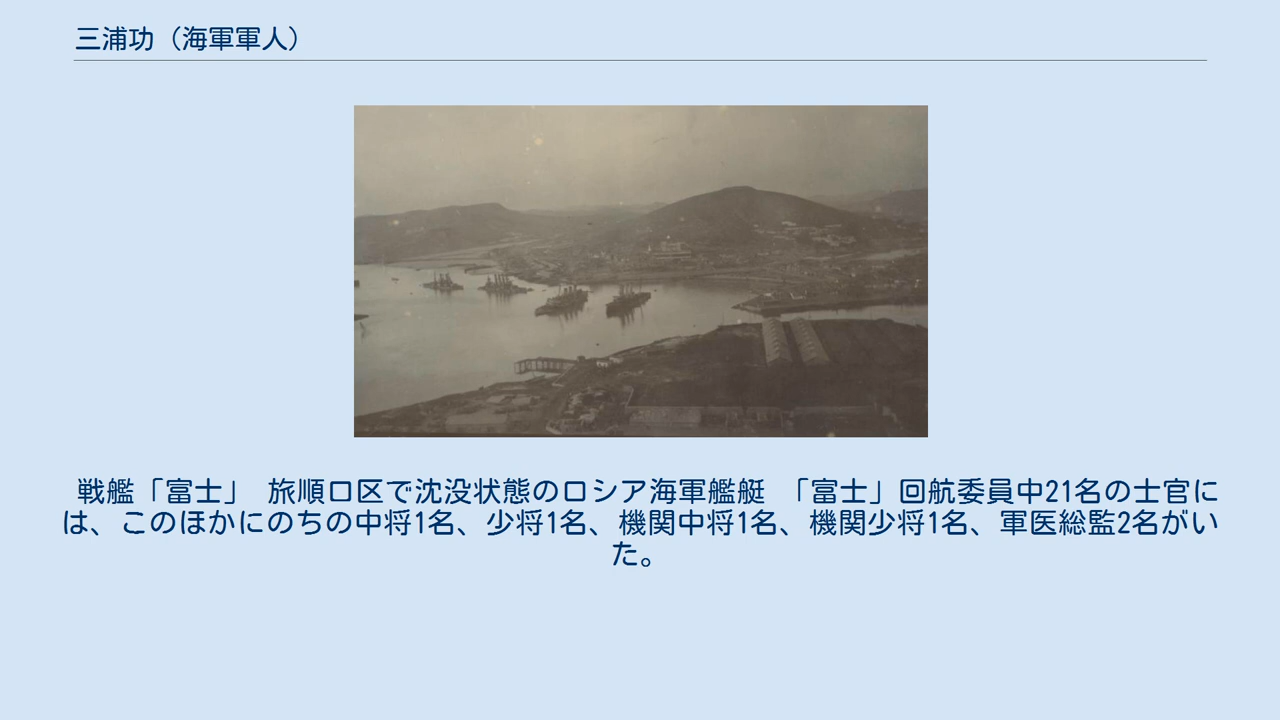 三浦功（海軍軍人）
戦艦「富士」 旅順口区で沈没状態のロシア海軍艦艇 「富士」回航委員中21名の士官に
は、このほかにのちの中将1名、少将1名、機関中将1名、機関少将1名、軍医総監2名がい
た。